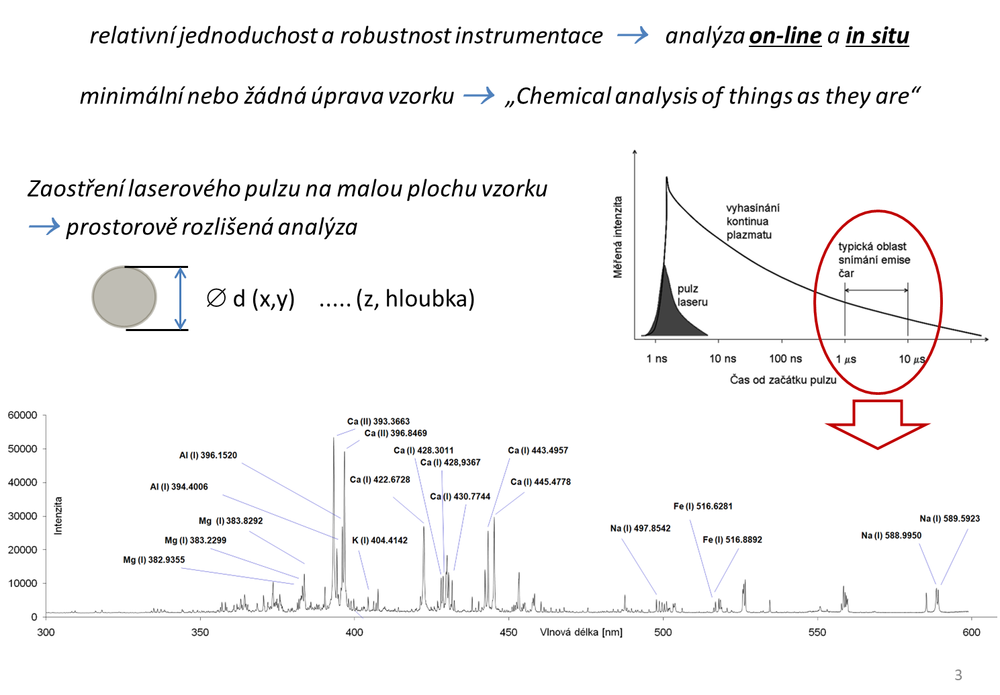 relativní jednoduchost a robustnost instrumentace → analýza on-line a in situ
minimální nebo žádná úprava vzorku → „Chemical analysis of things as they are“
Zaostření laserového pulzu na malou plochu vzorku
→ prostorově rozlišená analýza
∅ d (x,y) ..... (z, hloubka)
Měřená intenzita
vyhasínání
kontinua
plazmatu
typická oblast
snímání emise
čar
pulz
laseru
1 ns 10 ns 100 ns 1 μs 10 μs
Čas od začátku pulzu
60000
50000
40000
30000
20000
10000
0
Intenzita
Ca (II) 393.3663
Ca (II) 396.8469
Ca (I) 428.3011
Ca (I) 443.4957
Al (I) 396.1520
Ca (I) 428,9367
Ca (I) 422.6728
Ca (I) 445.4778
Al (I) 394.4006
Ca (I) 430.7744
Fe (I) 516.6281
Mg (I) 383.8292
Na (I) 589.5923
Na (I) 497.8542
Na (I) 588.9950
Mg (I) 383.2299
K (I) 404.4142
Fe (I) 516.8892
Mg (I) 382.9355
300 350 400 450 Vlnová délka [nm] 500 550 600
3